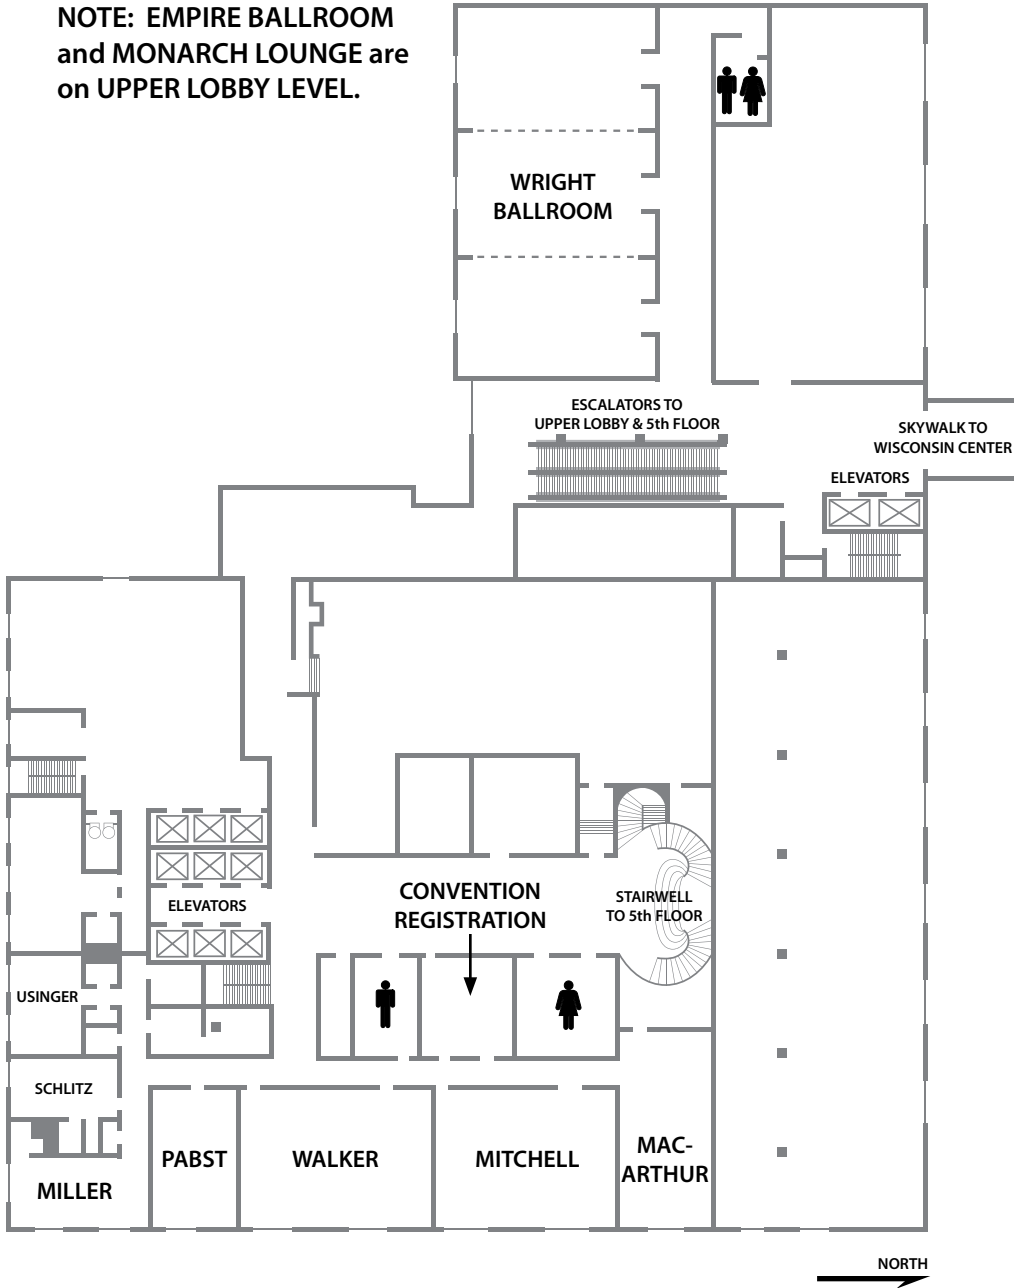 NOTE: EMPIRE BALLROOM
and MONARCH LOUNGE are
on UPPER LOBBY LEVEL.
WRIGHT
BALLROOM
ESCALATORS TO
UPPER LOBBY & 5th FLOOR
SKYWALK TO
WISCONSIN CENTER
ELEVATORS
CONVENTION
REGISTRATION
STAIRWELL
TO 5th FLOOR
ELEVATORS
USINGER
SCHLITZ
MILLER
PABST
WALKER
MITCHELL
MAC-
ARTHUR
NORTH